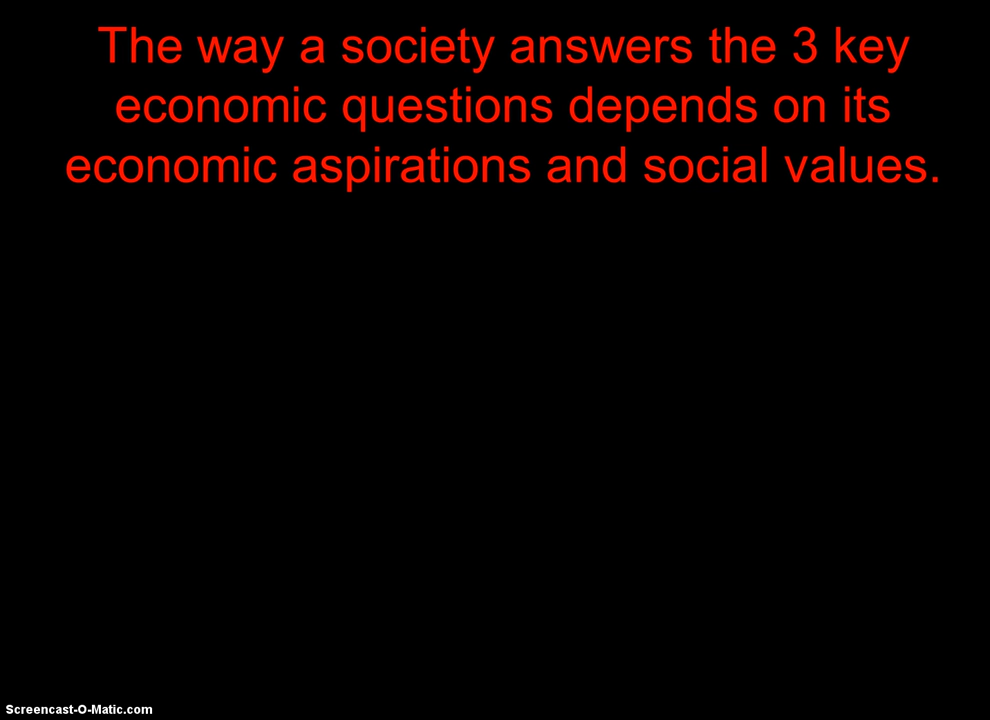 The way a society answers the 3 key
economic questions depends on its
economic aspirations and social values.
Screencast-O-Matic.com